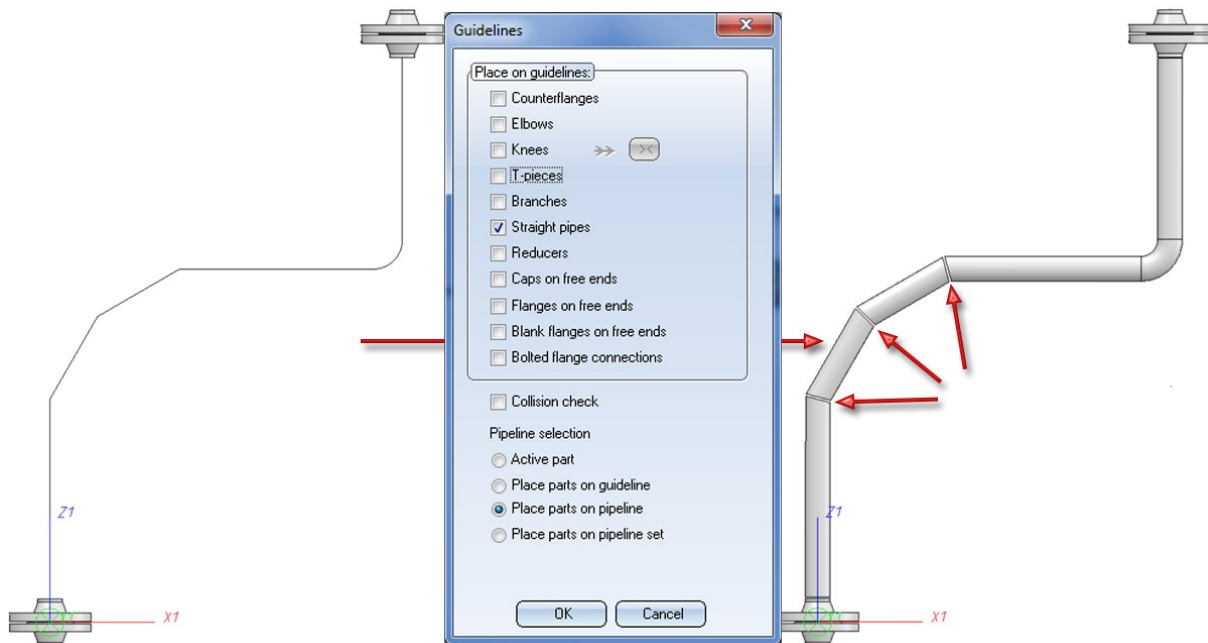 Guidelines
Place on guidelines:
Counterflanges
Elbows
Knees
T-pieces
Branches
Straight pipes
Reducers
Caps on free ends
Flanges on free ends
Blank flanges on free ends
Bolted flange connections
Collision check
Pipeline selection
Active part
Place parts on guideline
Place parts on pipeline
Place parts on pipeline set
OK Cancel
Z1
X1
Z1
X1